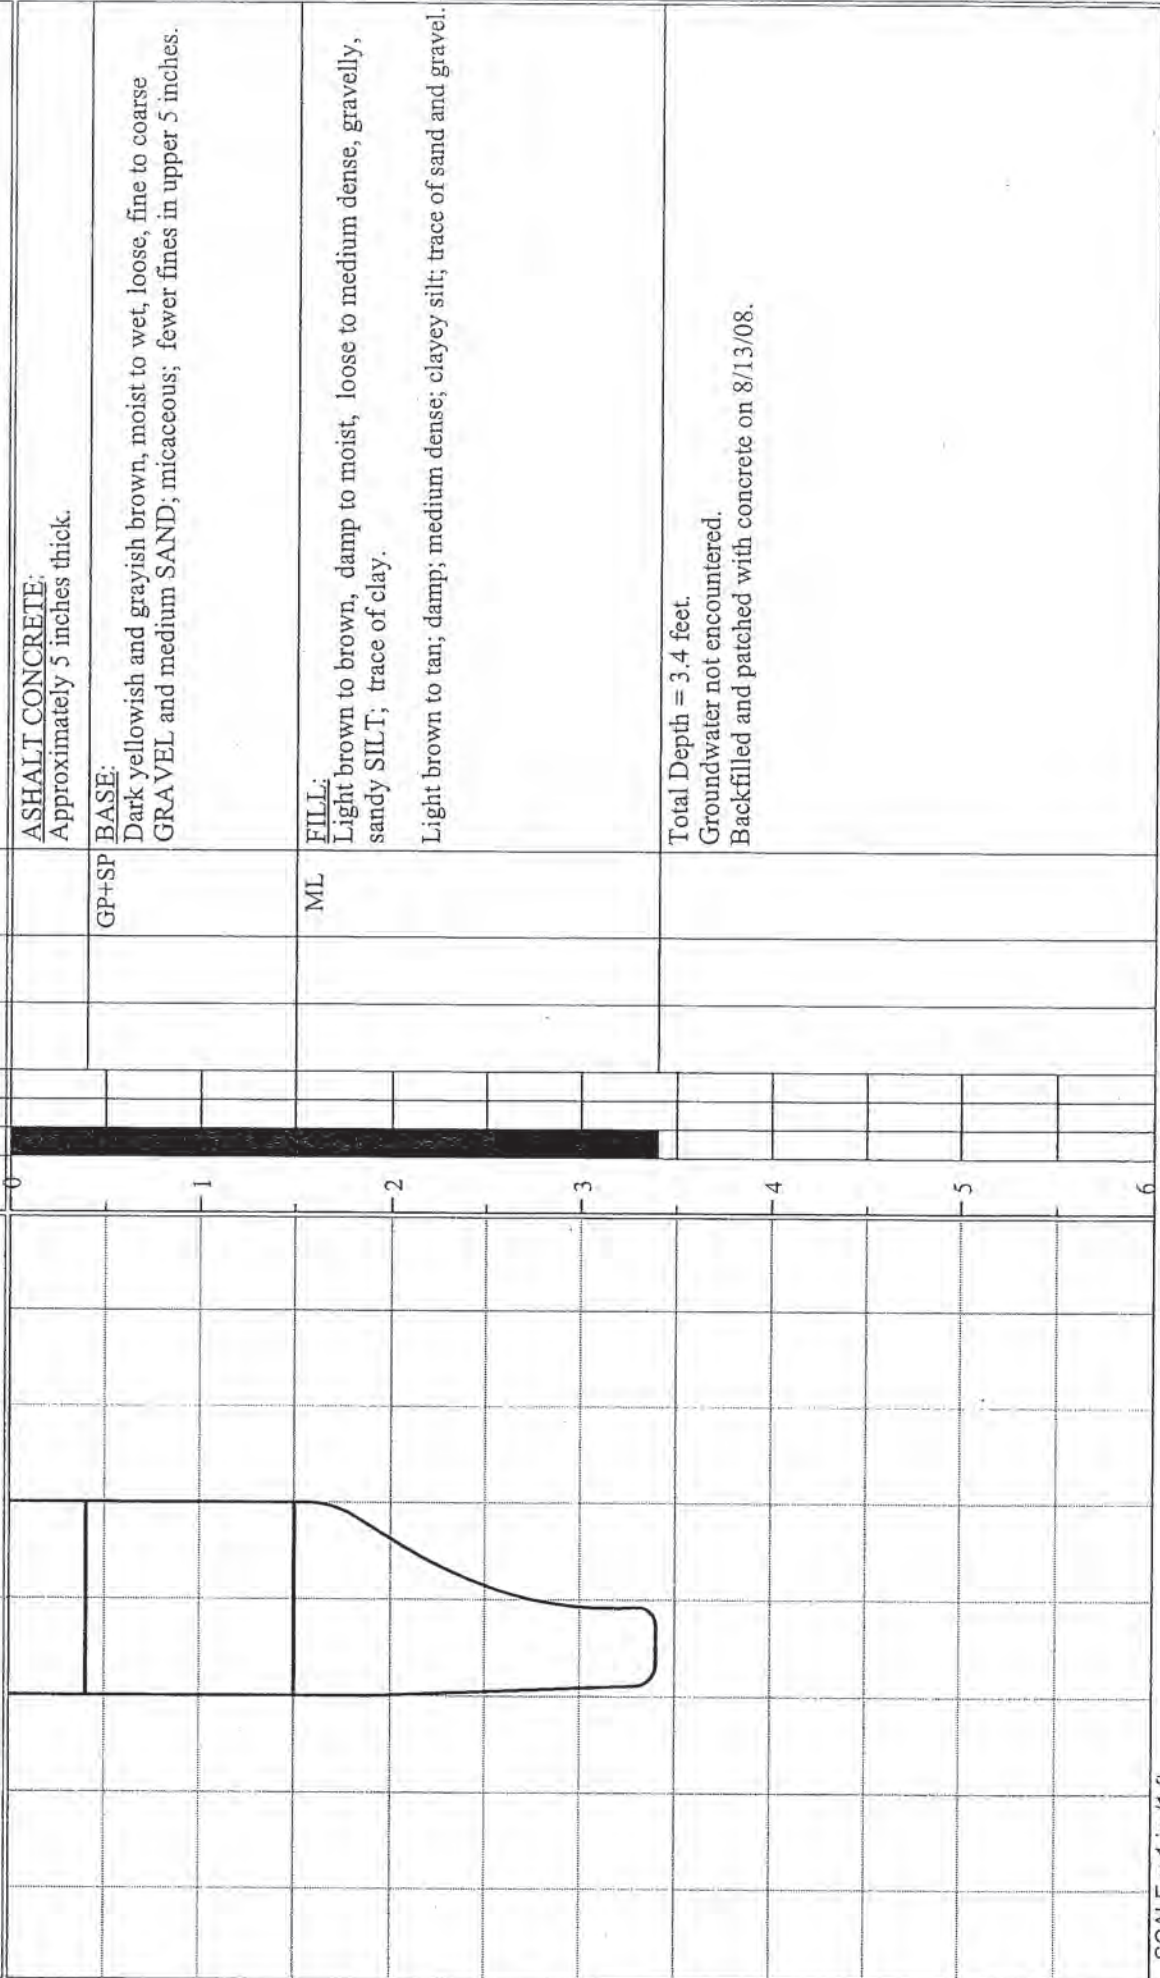 ASHALT CONCRETE:
Approximately 5 inches thick.
GP+SP BASE:
Dark yellowish and grayish brown, moist to wet, loose, fine to coarse
GRAVEL and medium SAND; micaceous; fewer fines in upper 5 inches.
ML FILL:
Light brown to brown, damp to moist, loose to medium dense, gravelly,
sandy SILT; trace of clay.
Light brown to tan; damp; medium dense; clayey silt; trace of sand and gravel.
Total Depth = 3.4 feet.
Groundwater not encountered.
Backfilled and patched with concrete on 8/13/08.
0
1
2
3
4
5
6